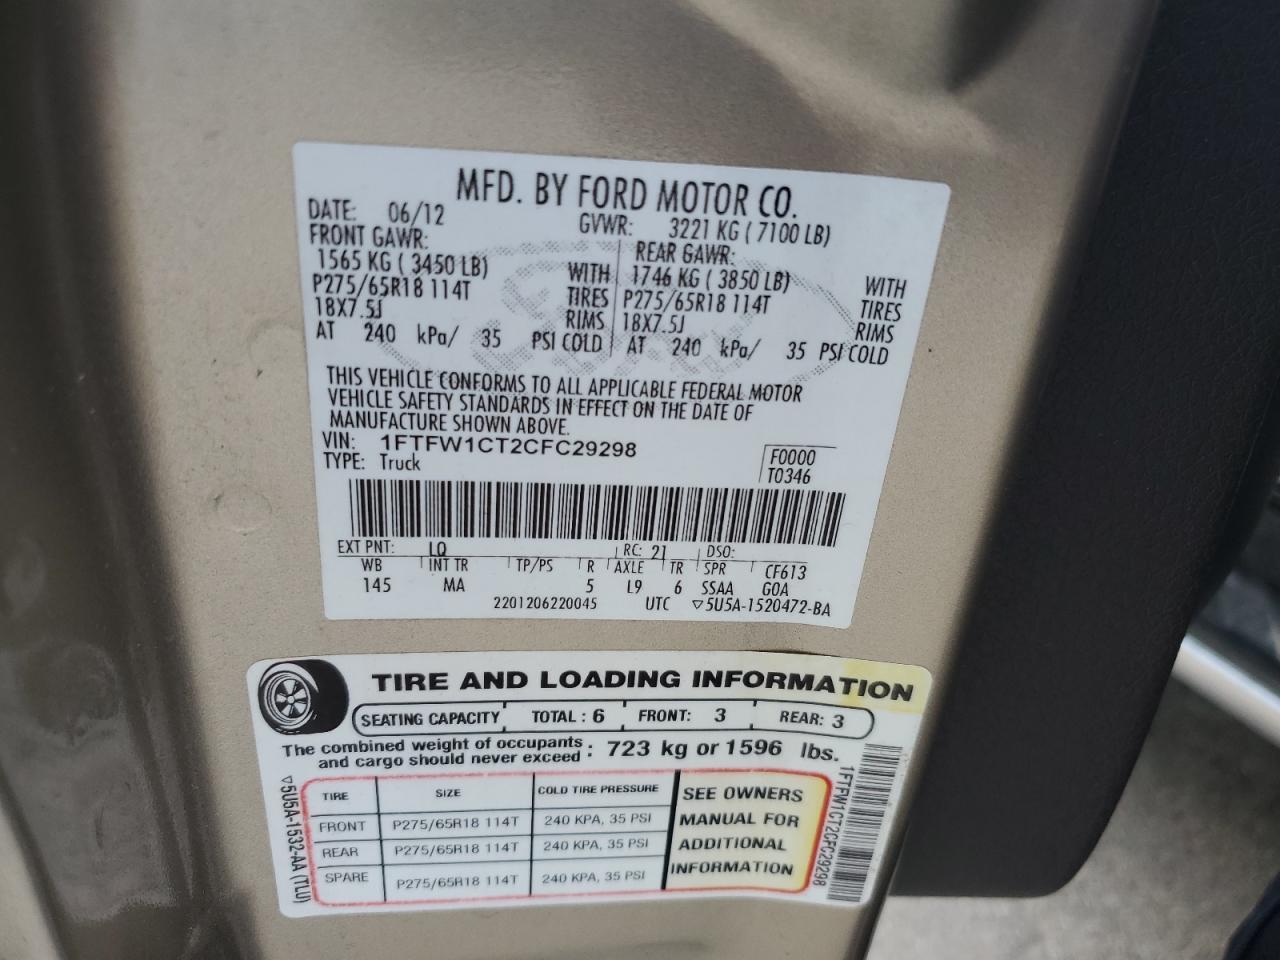 MFD. BY FORD MOTOR CO.
DATE: 06/12 GVWR: 3221 KG ( 7100 LB)
FRONT GAWR: REAR GAWR:
1565 KG ( 3450 LB) WITH 1746 KG ( 3850 LB) WITH
P275/65R18 114T TIRES P275/65R18 114T TIRES
18X7.5J RIMS 18X7.5J RIMS
AT 240 kPa/ 35 PSI COLD AT 240 kPa/ 35 PSI COLD
THIS VEHICLE CONFORMS TO ALL APPLICABLE FEDERAL MOTOR
VEHICLE SAFETY STANDARDS IN EFFECT ON THE DATE OF
MANUFACTURE SHOWN ABOVE.
VIN: 1FTFW1CT2CFC29298 F0000
TYPE: Truck T0346
EXT PNT: LQ RC: 21 DSO:
WB INT TR TP/PS R AXLE TR SPR CF613
145 MA 5 L9 6 SSAA GOA
2201206220045 UTC ▽5U5A-1520472-BA
TIRE AND LOADING INFORMATION
SEATING CAPACITY TOTAL : 6 FRONT: 3 REAR: 3
The combined weight of occupants
and cargo should never exceed : 723 kg or 1596 lbs.
TIRE SIZE COLD TIRE PRESSURE
FRONT P275/65R18 114T 240 KPA, 35 PSI
REAR P275/65R18 114T 240 KPA, 35 PSI
SPARE P275/65R18 114T 240 KPA, 35 PSI
SEE OWNERS
MANUAL FOR
ADDITIONAL
INFORMATION
▽5U5A-1532-AA (TLU)
1FTFW1CT2CFC29298